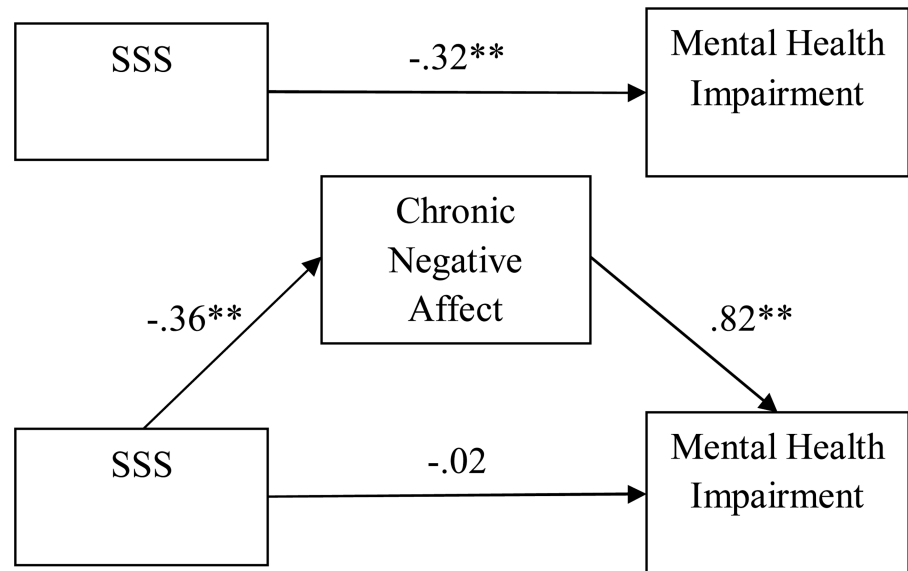 SSS
-.32**
Mental Health
Impairment
Chronic
Negative
Affect
-.36**
.82**
SSS
-.02
Mental Health
Impairment